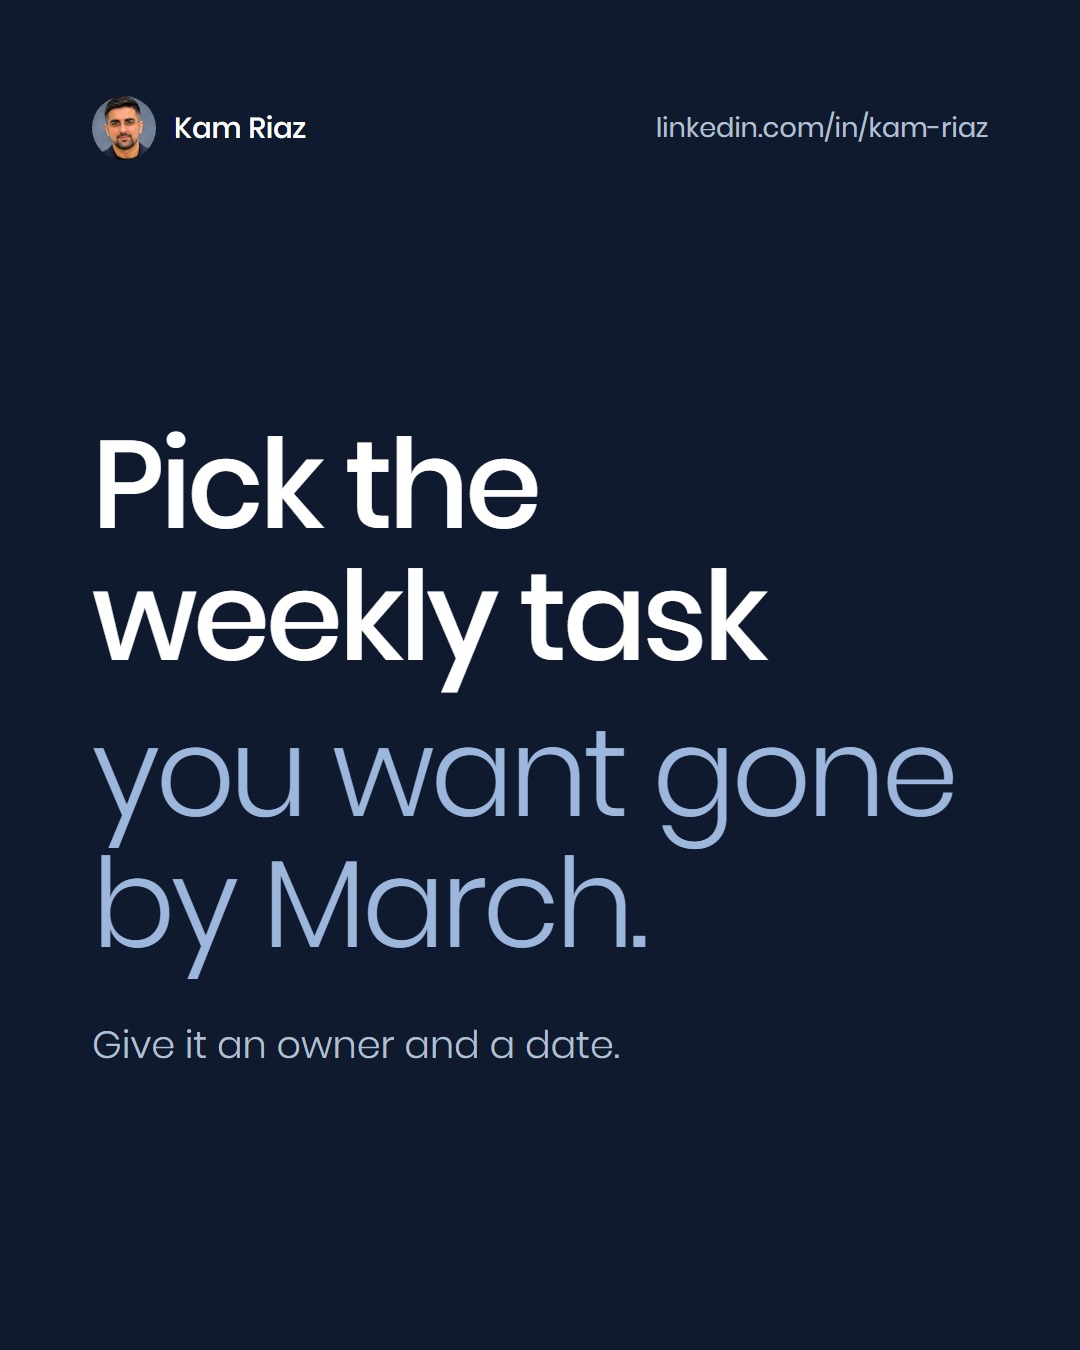 Kam Riaz
linkedin.com/in/kam-riaz
Pick the
weekly task
you want gone
by March.
Give it an owner and a date.